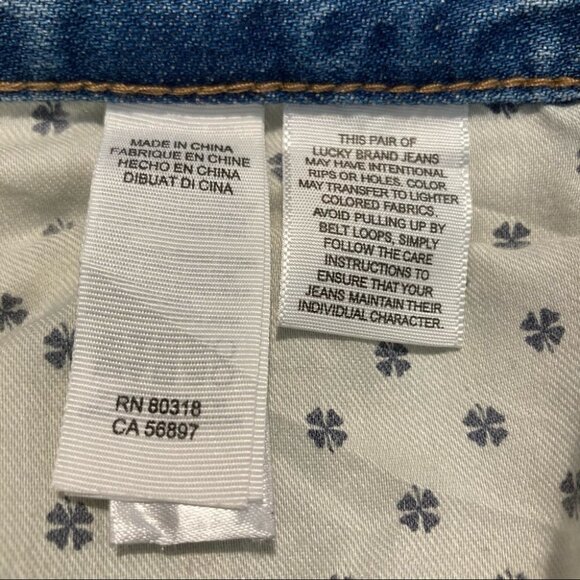 MADE IN CHINA
FABRIQUE EN CHINE
HECHO EN CHINA
DIBUAT DI CINA
RN 80318
CA 56897
THIS PAIR OF
LUCKY BRAND JEANS
MAY HAVE INTENTIONAL
RIPS OR HOLES. COLOR
MAY TRANSFER TO LIGHTER
COLORED FABRICS.
AVOID PULLING UP BY
BELT LOOPS, SIMPLY
FOLLOW THE CARE
INSTRUCTIONS TO
ENSURE THAT YOUR
JEANS MAINTAIN THEIR
INDIVIDUAL CHARACTER.